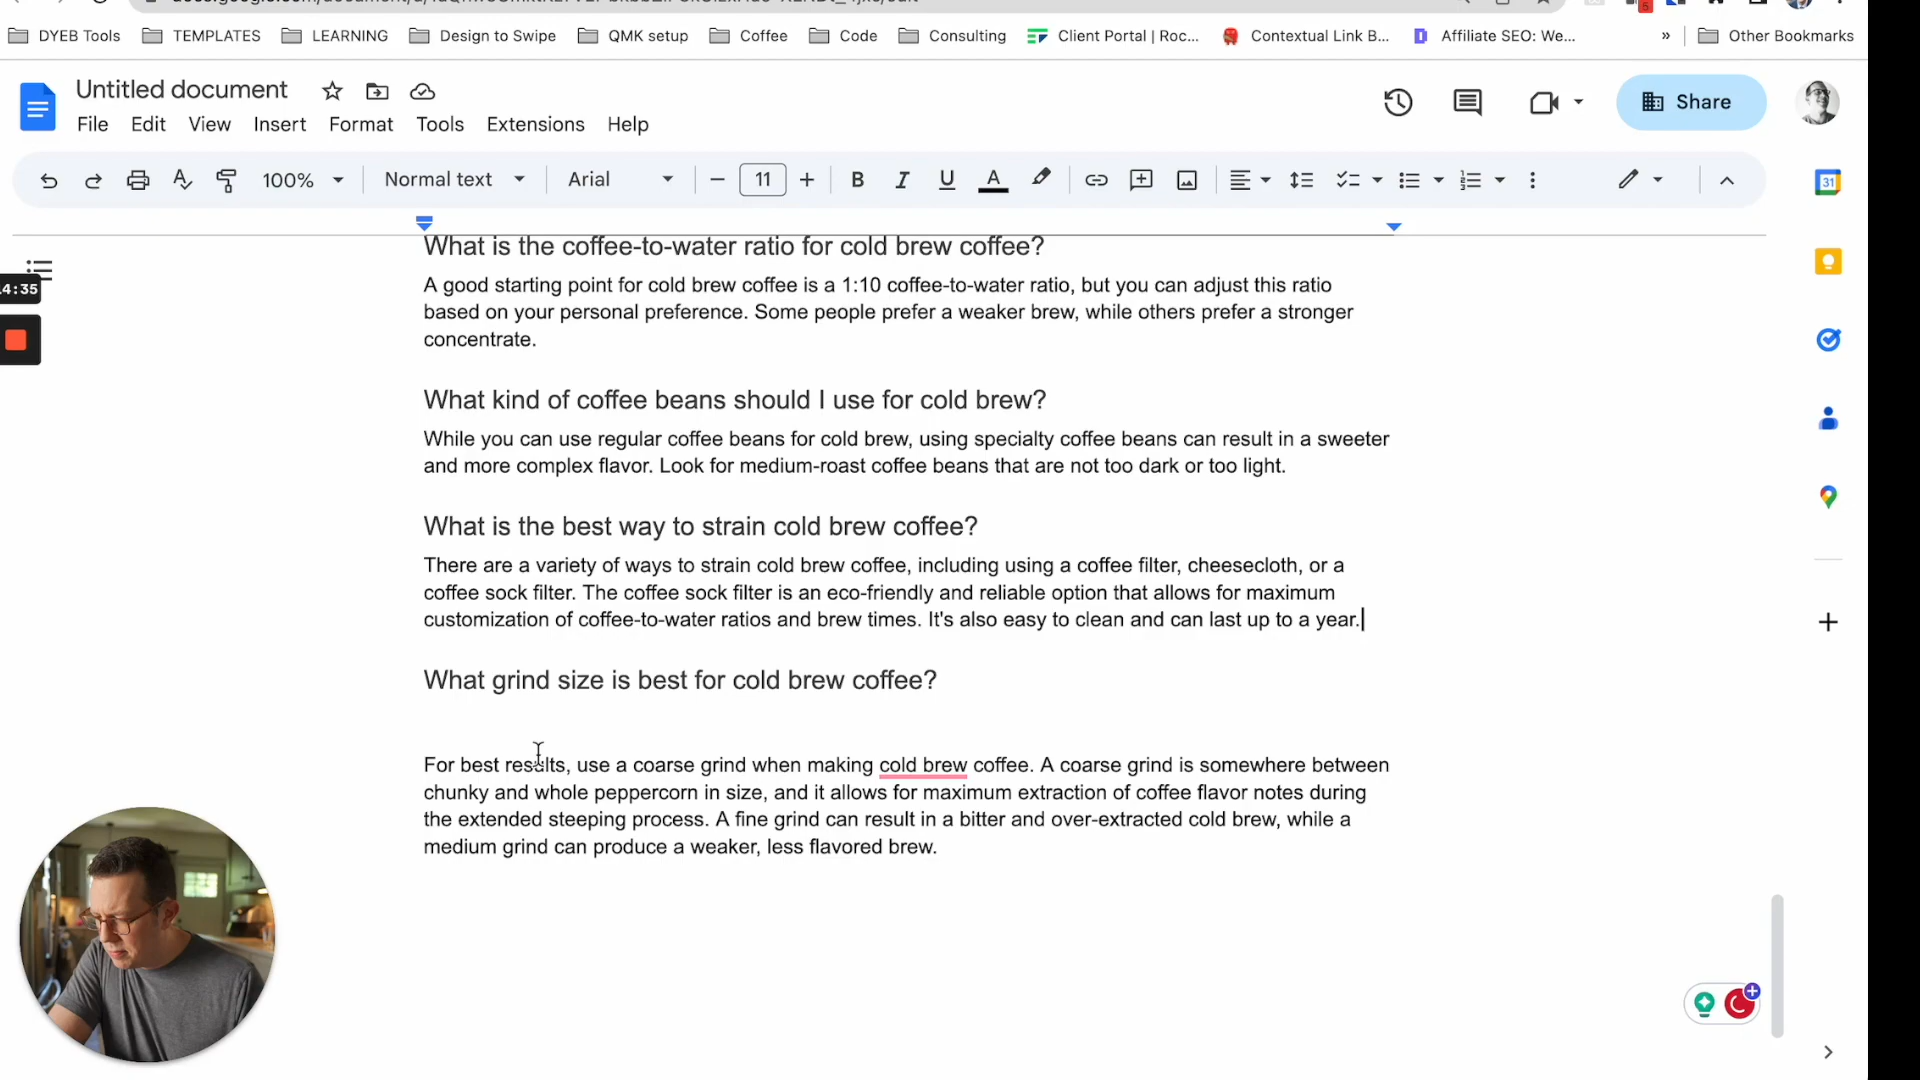 DYEB Tools
TEMPLATES
LEARNING
Design to Swipe
QMK setup
Coffee
Code
Consulting
Client Portal | Roc...
Contextual Link B...
Affiliate SEO: We...
»
Other Bookmarks
Untitled document
Share
File Edit View Insert Format Tools Extensions Help
100%
Normal text
Arial
11
B I U A
31
4:35
What is the coffee-to-water ratio for cold brew coffee?
A good starting point for cold brew coffee is a 1:10 coffee-to-water ratio, but you can adjust this ratio
based on your personal preference. Some people prefer a weaker brew, while others prefer a stronger
concentrate.
What kind of coffee beans should I use for cold brew?
While you can use regular coffee beans for cold brew, using specialty coffee beans can result in a sweeter
and more complex flavor. Look for medium-roast coffee beans that are not too dark or too light.
What is the best way to strain cold brew coffee?
There are a variety of ways to strain cold brew coffee, including using a coffee filter, cheesecloth, or a
coffee sock filter. The coffee sock filter is an eco-friendly and reliable option that allows for maximum
customization of coffee-to-water ratios and brew times. It's also easy to clean and can last up to a year.
What grind size is best for cold brew coffee?
For best results, use a coarse grind when making cold brew coffee. A coarse grind is somewhere between
chunky and whole peppercorn in size, and it allows for maximum extraction of coffee flavor notes during
the extended steeping process. A fine grind can result in a bitter and over-extracted cold brew, while a
medium grind can produce a weaker, less flavored brew.